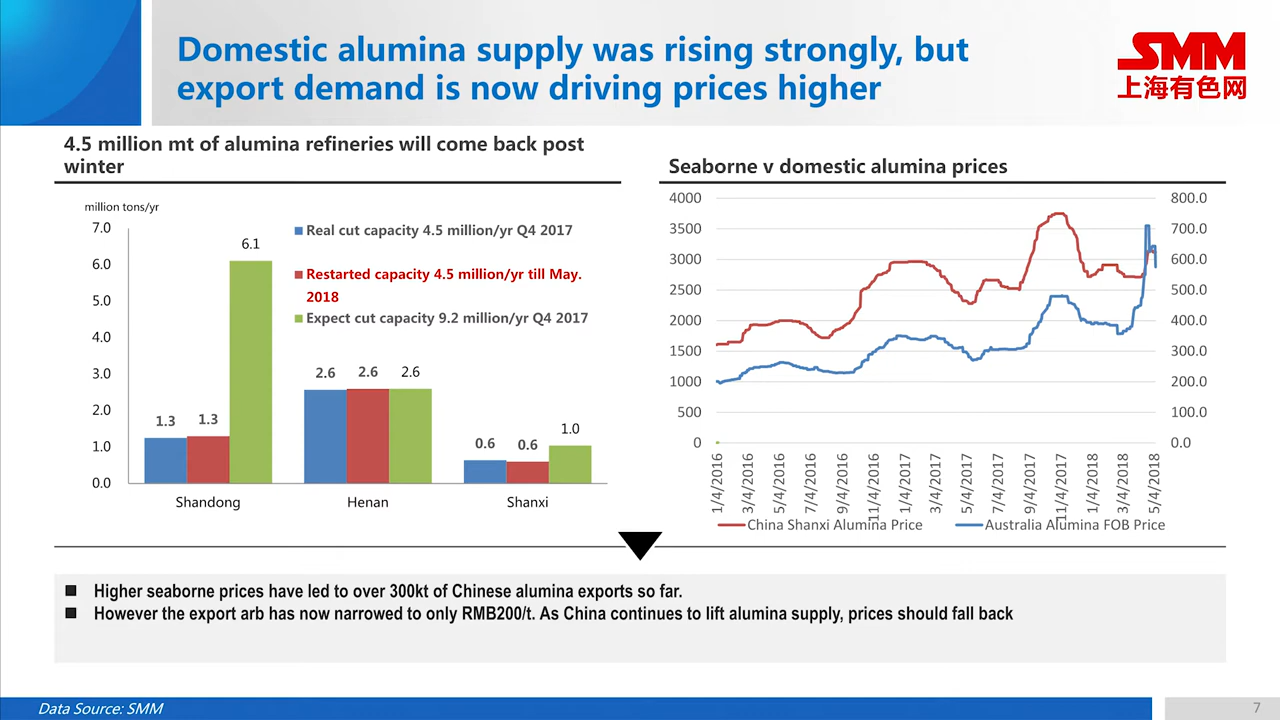 Domestic alumina supply was rising strongly, but
export demand is now driving prices higher
SMM
上海有色网
4.5 million mt of alumina refineries will come back post
winter
million tons/yr
7.0
6.0
5.0
4.0
3.0
2.0
1.0
0.0
Real cut capacity 4.5 million/yr Q4 2017
Restarted capacity 4.5 million/yr till May.
2018
Expect cut capacity 9.2 million/yr Q4 2017
1.3
1.3
6.1
2.6
2.6
2.6
0.6
0.6
1.0
Shandong
Henan
Shanxi
Seaborne v domestic alumina prices
4000
3500
3000
2500
2000
1500
1000
500
0
800.0
700.0
600.0
500.0
400.0
300.0
200.0
100.0
0.0
1/4/2016
3/4/2016
5/4/2016
7/4/2016
9/4/2016
11/4/2016
1/4/2017
3/4/2017
5/4/2017
7/4/2017
9/4/2017
11/4/2017
1/4/2018
3/4/2018
5/4/2018
China Shanxi Alumina Price
Australia Alumina FOB Price
Higher seaborne prices have led to over 300kt of Chinese alumina exports so far.
However the export arb has now narrowed to only RMB200/t. As China continues to lift alumina supply, prices should fall back
Data Source: SMM
7